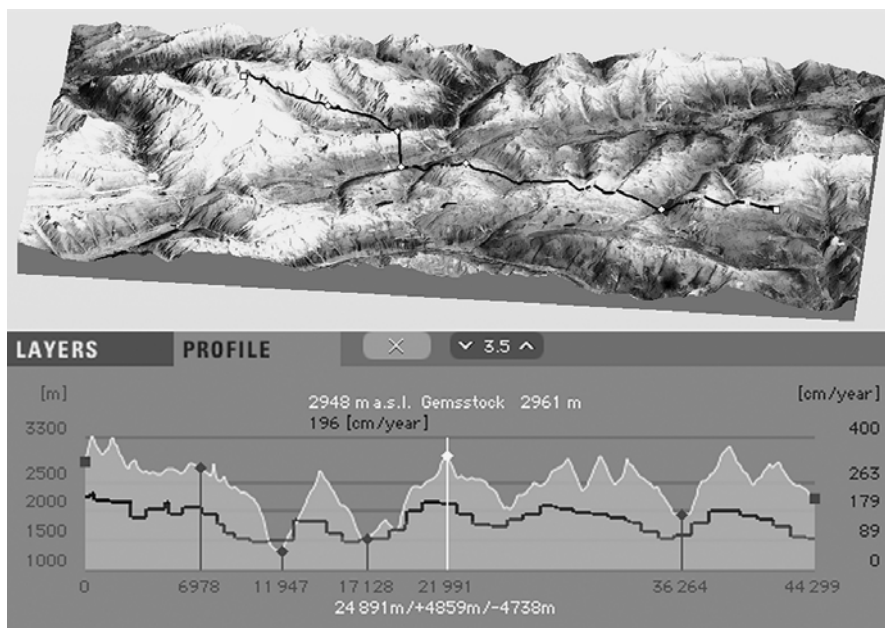 LAYERS PROFILE 3.5
[m] [cm/year]
2948 m a.s.l. Gemsstock 2961 m
196 [cm/year]
3300 400
2500 263
2000 179
1500 89
1000 0
0 6978 11 947 17 128 21 991 36 264 44 299
24 891m/+4859m/-4738m